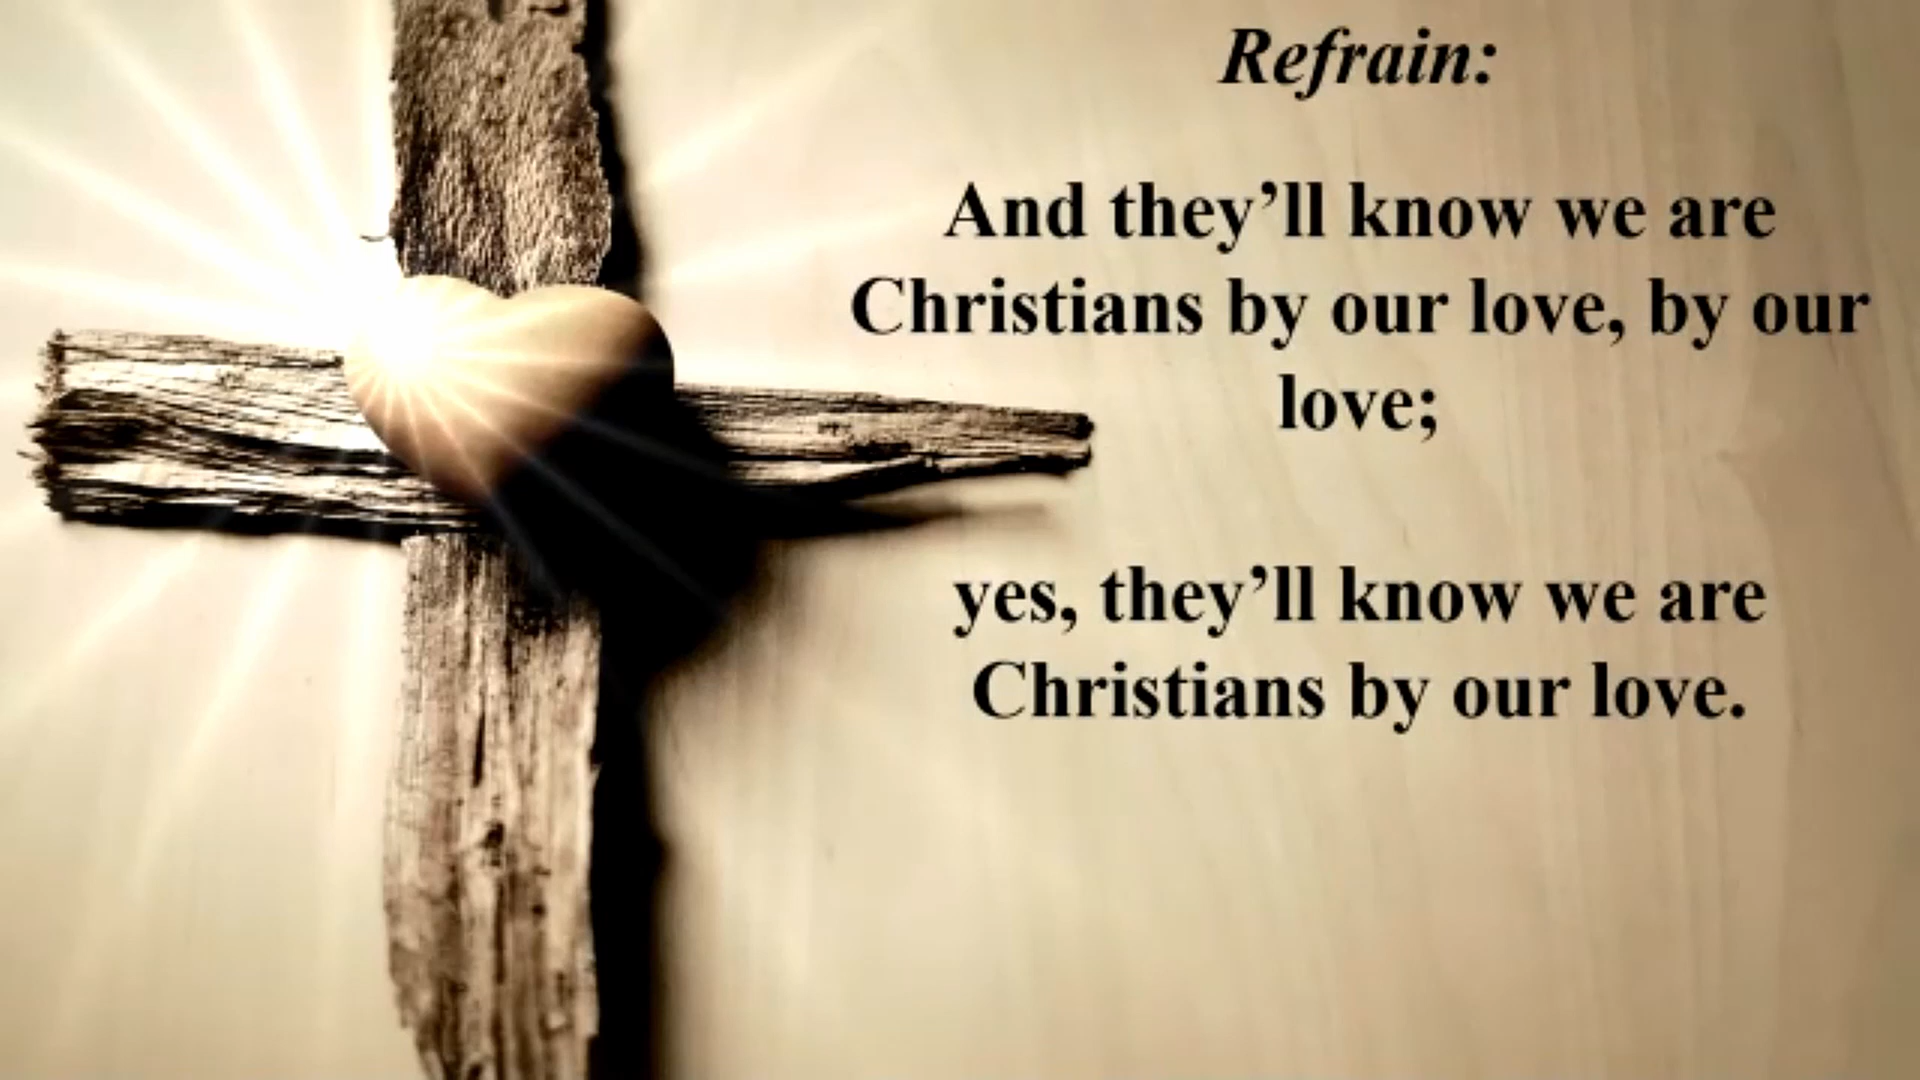 Refrain:
And they’ll know we are
Christians by our love, by our
love;
yes, they’ll know we are
Christians by our love.